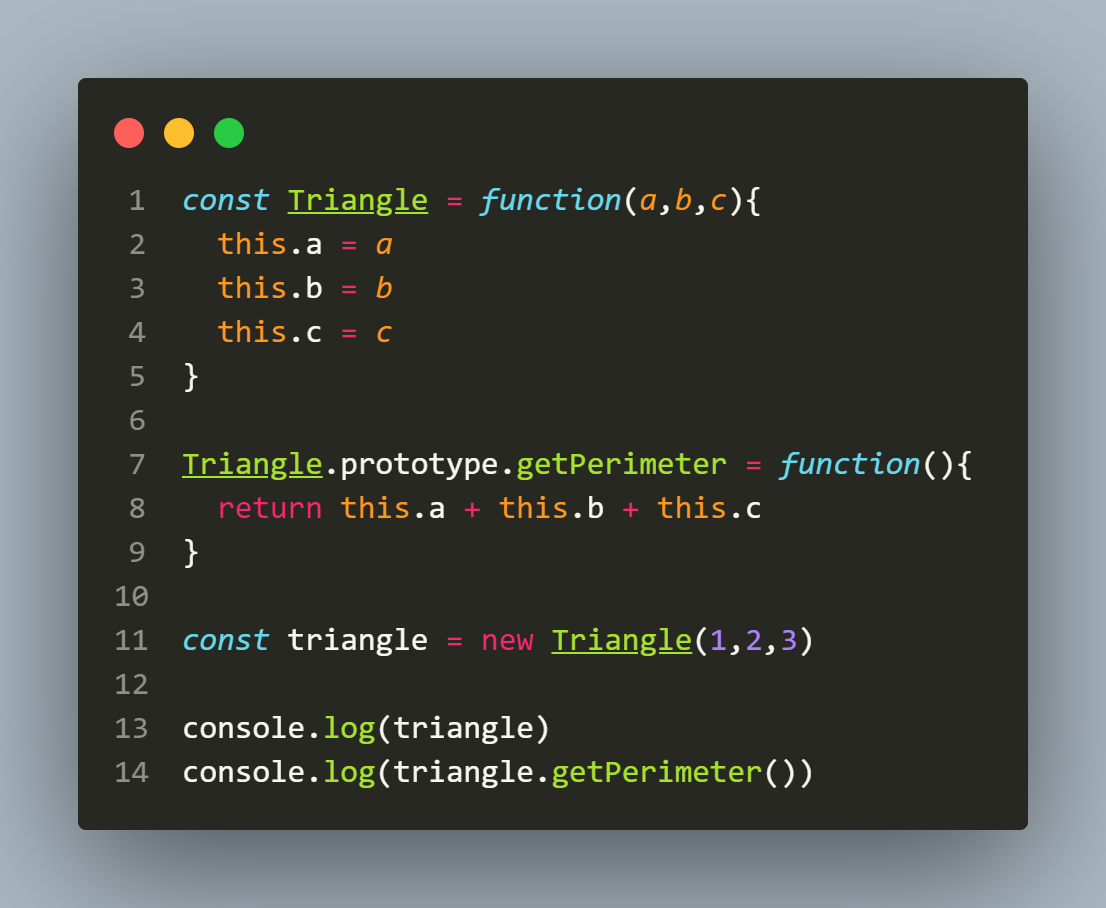 1 const Triangle = function(a,b,c){
2   this.a = a
3   this.b = b
4   this.c = c
5 }
6
7 Triangle.prototype.getPerimeter = function(){
8   return this.a + this.b + this.c
9 }
10
11 const triangle = new Triangle(1,2,3)
12
13 console.log(triangle)
14 console.log(triangle.getPerimeter())